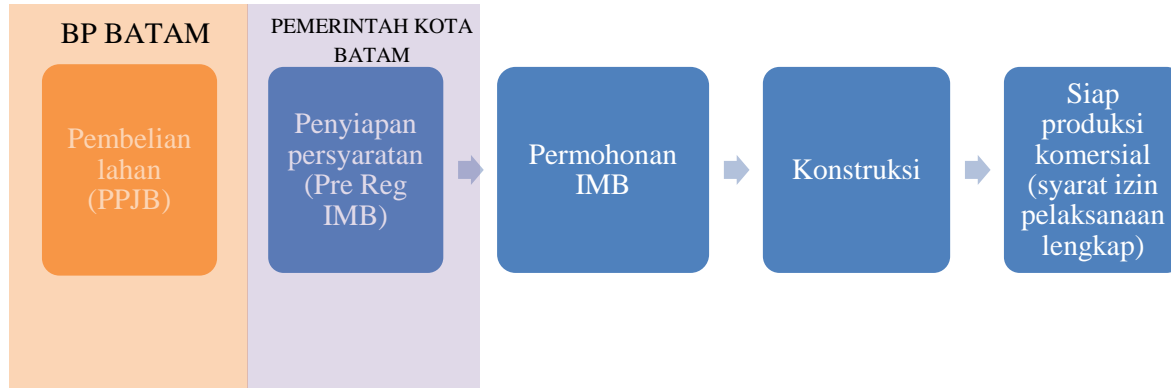 BP BATAM
PEMERINTAH KOTA
BATAM
Pembelian
lahan
(PPJB)
Penyiapan
persyaratan
(Pre Reg
IMB)
Permohonan
IMB
Konstruksi
Siap
produksi
komersial
(syarat izin
pelaksanaan
lengkap)